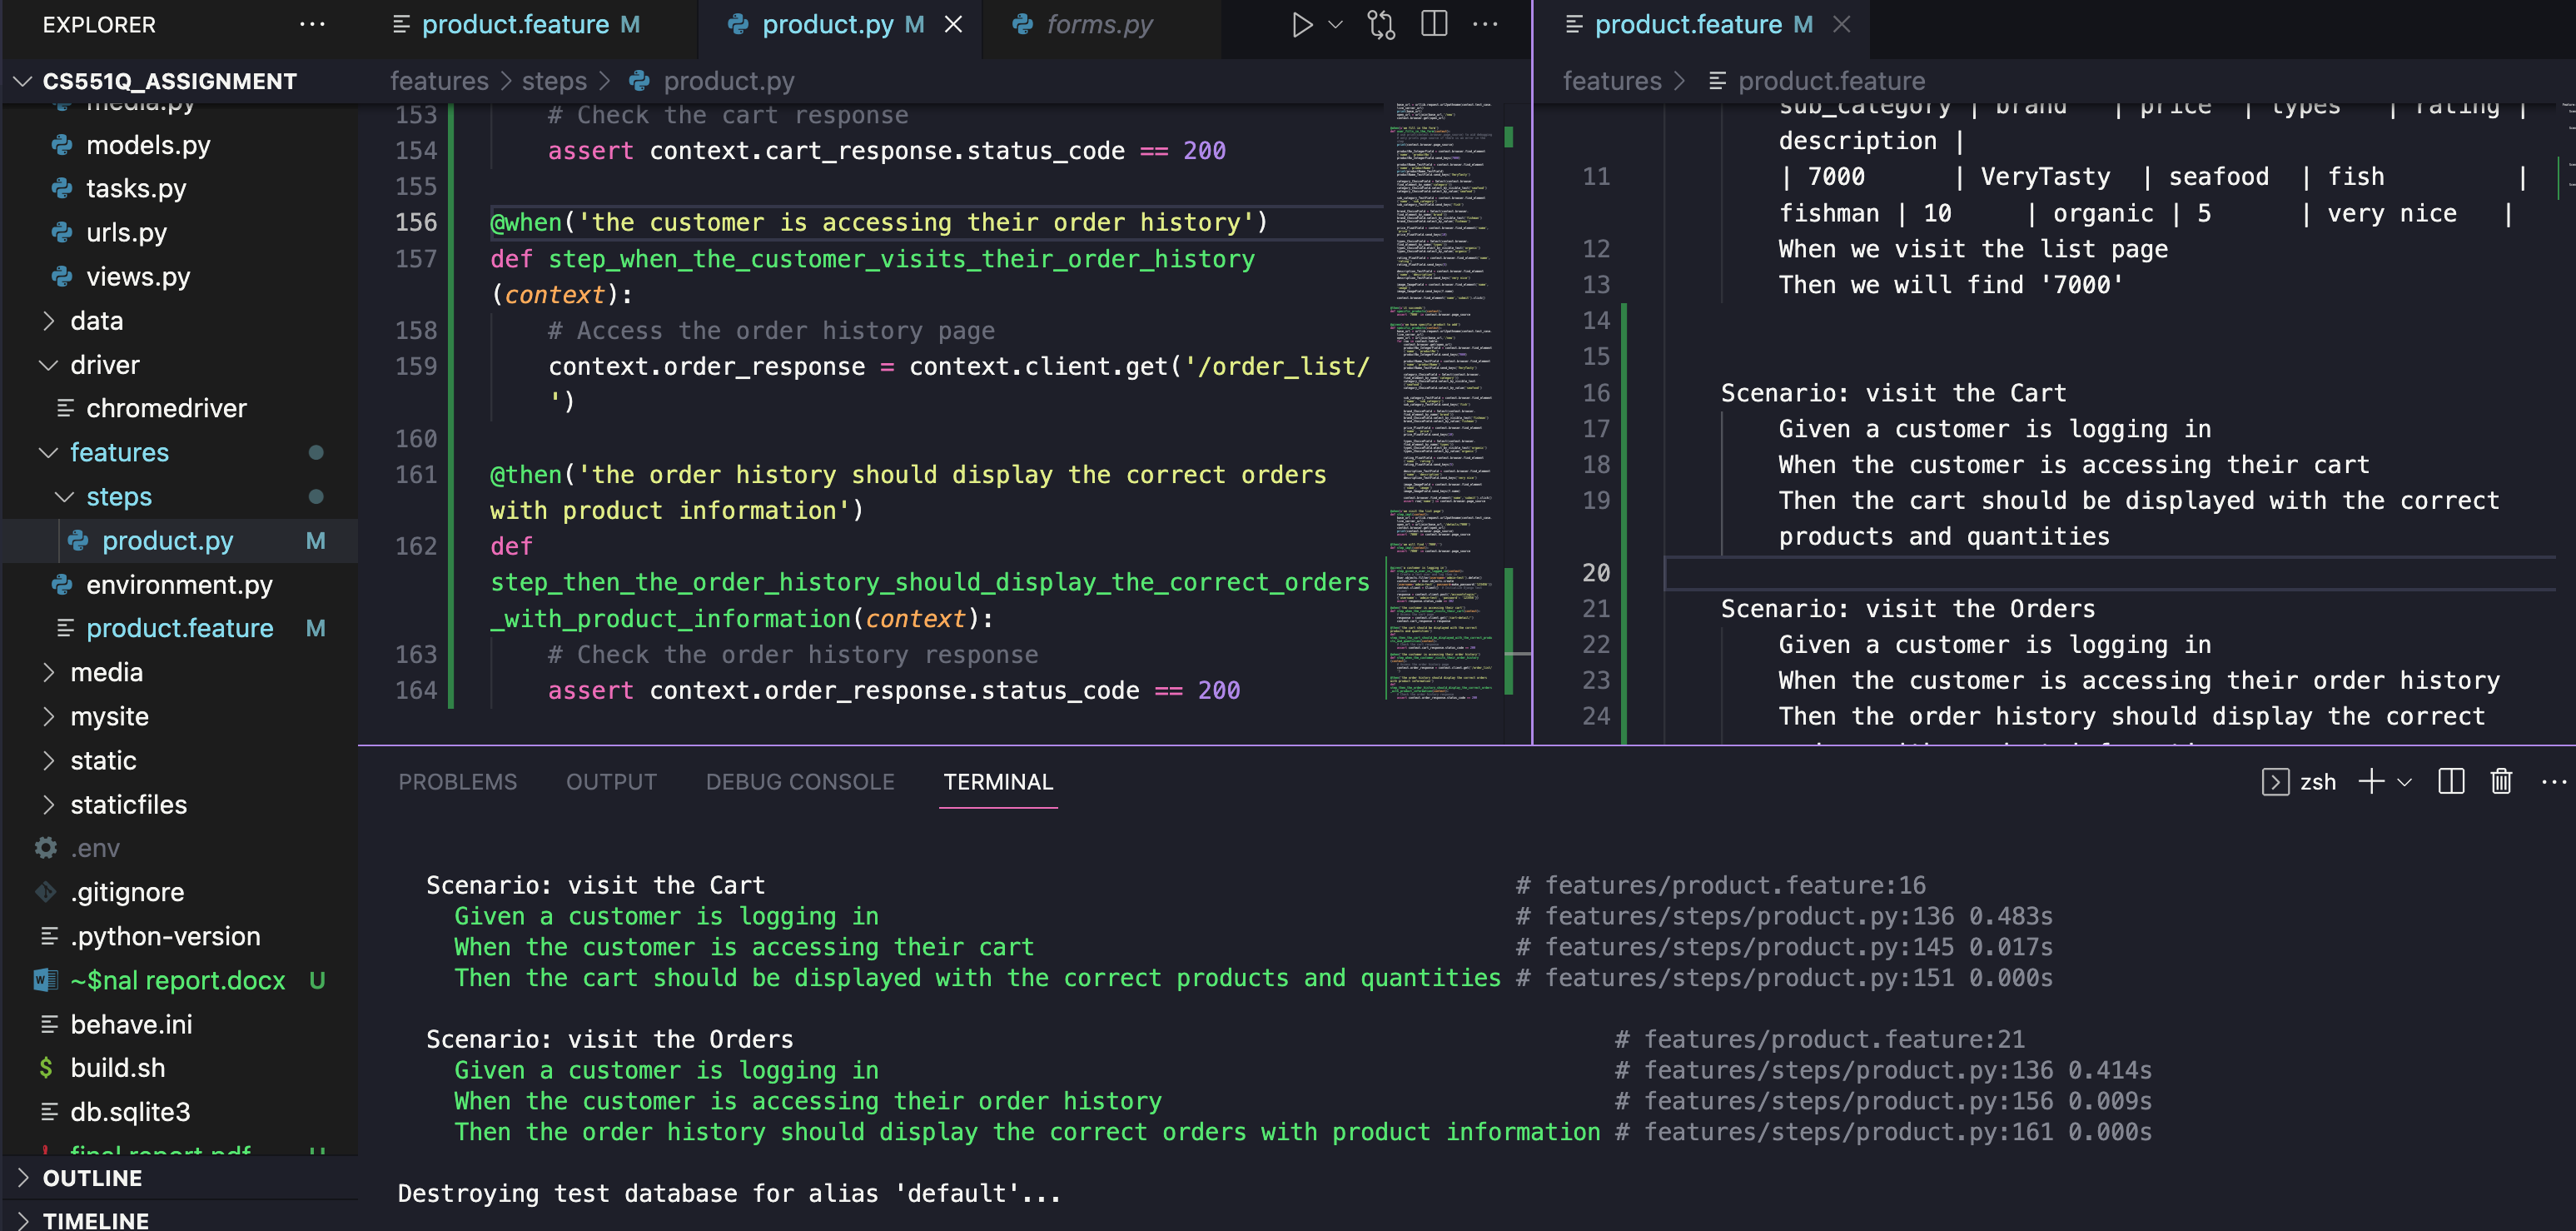 EXPLORER
CS551Q_ASSIGNMENT
media.py
models.py
tasks.py
urls.py
views.py
data
driver
chromedriver
features
steps
product.py M
environment.py
product.feature M
media
mysite
static
staticfiles
.env
.gitignore
.python-version
~$nal report.docx U
behave.ini
build.sh
db.sqlite3
final report.pdf U
OUTLINE
TIMELINE
product.feature M
product.py M
forms.py
features > steps > product.py
153 # Check the cart response
154 assert context.cart_response.status_code == 200
155
156 @when('the customer is accessing their order history')
157 def step_when_the_customer_visits_their_order_history
(context):
158 # Access the order history page
159 context.order_response = context.client.get('/order_list/
')
160
161 @then('the order history should display the correct orders
with product information')
162 def
step_then_the_order_history_should_display_the_correct_orders
_with_product_information(context):
163 # Check the order history response
164 assert context.order_response.status_code == 200
product.feature M
features > product.feature
sub_category | brand | price | types | rating |
description |
11 | 7000 | VeryTasty | seafood | fish |
fishman | 10 | organic | 5 | very nice |
12 When we visit the list page
13 Then we will find '7000'
14
15
16 Scenario: visit the Cart
17 Given a customer is logging in
18 When the customer is accessing their cart
19 Then the cart should be displayed with the correct
products and quantities
20
21 Scenario: visit the Orders
22 Given a customer is logging in
23 When the customer is accessing their order history
24 Then the order history should display the correct
PROBLEMS OUTPUT DEBUG CONSOLE TERMINAL
zsh
Scenario: visit the Cart # features/product.feature:16
Given a customer is logging in # features/steps/product.py:136 0.483s
When the customer is accessing their cart # features/steps/product.py:145 0.017s
Then the cart should be displayed with the correct products and quantities # features/steps/product.py:151 0.000s
Scenario: visit the Orders # features/product.feature:21
Given a customer is logging in # features/steps/product.py:136 0.414s
When the customer is accessing their order history # features/steps/product.py:156 0.009s
Then the order history should display the correct orders with product information # features/steps/product.py:161 0.000s
Destroying test database for alias 'default'...